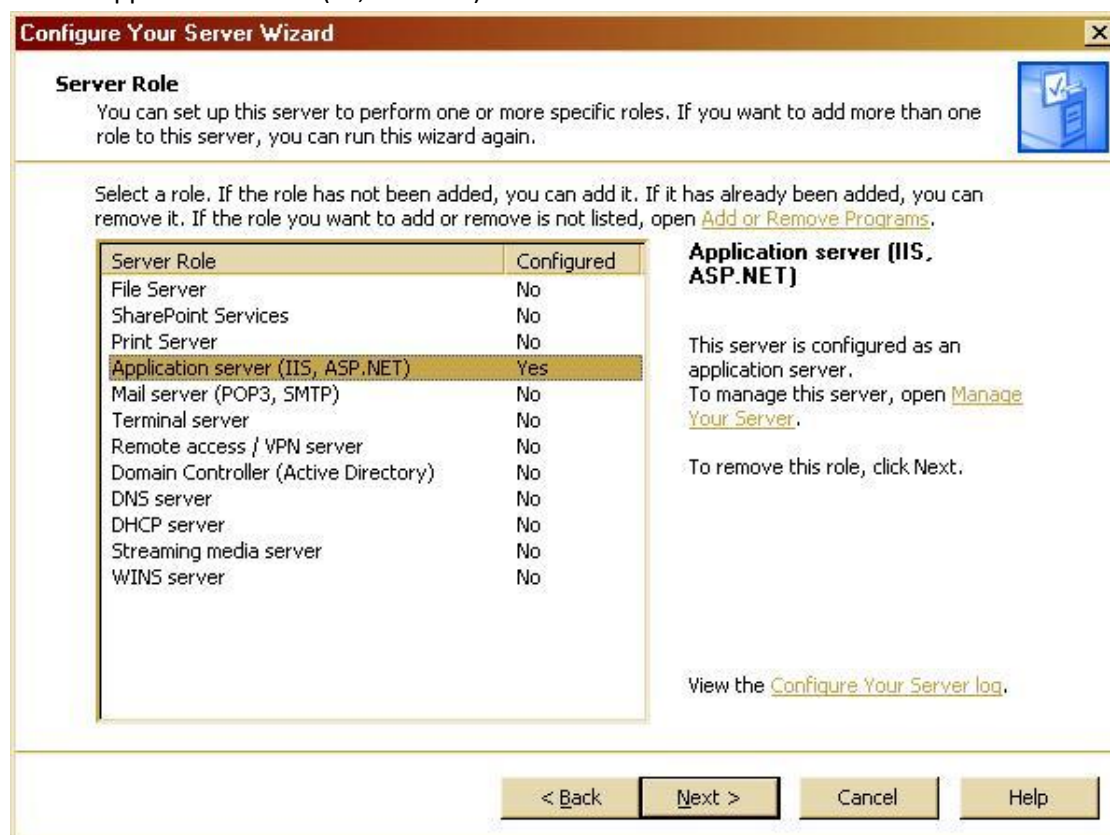 Configure Your Server Wizard
Server Role
You can set up this server to perform one or more specific roles. If you want to add more than one
role to this server, you can run this wizard again.
Select a role. If the role has not been added, you can add it. If it has already been added, you can
remove it. If the role you want to add or remove is not listed, open Add or Remove Programs.
Server Role Configured
File Server No
SharePoint Services No
Print Server No
Application server (IIS, ASP.NET) Yes
Mail server (POP3, SMTP) No
Terminal server No
Remote access / VPN server No
Domain Controller (Active Directory) No
DNS server No
DHCP server No
Streaming media server No
WINS server No
Application server (IIS,
ASP.NET)
This server is configured as an
application server.
To manage this server, open Manage
Your Server.
To remove this role, click Next.
View the Configure Your Server log.
< Back Next > Cancel Help